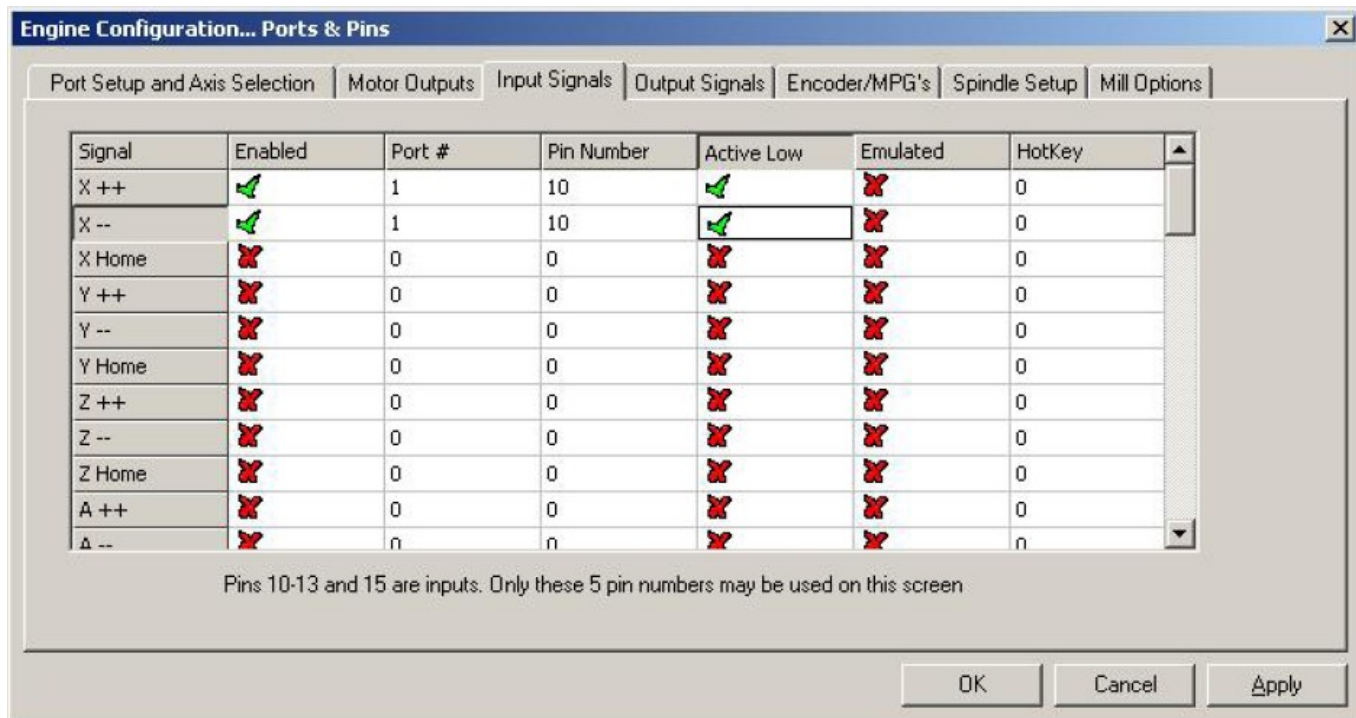 Engine Configuration... Ports & Pins
Port Setup and Axis Selection Motor Outputs Input Signals Output Signals Encoder/MPG's Spindle Setup Mill Options
Signal Enabled Port # Pin Number Active Low Emulated HotKey
X ++ 1 10 0
X -- 1 10 0
X Home 0 0 0
Y ++ 0 0 0
Y -- 0 0 0
Y Home 0 0 0
Z ++ 0 0 0
Z -- 0 0 0
Z Home 0 0 0
A ++ 0 0 0
A -- 0 0 0
Pins 10-13 and 15 are inputs. Only these 5 pin numbers may be used on this screen
OK Cancel Apply